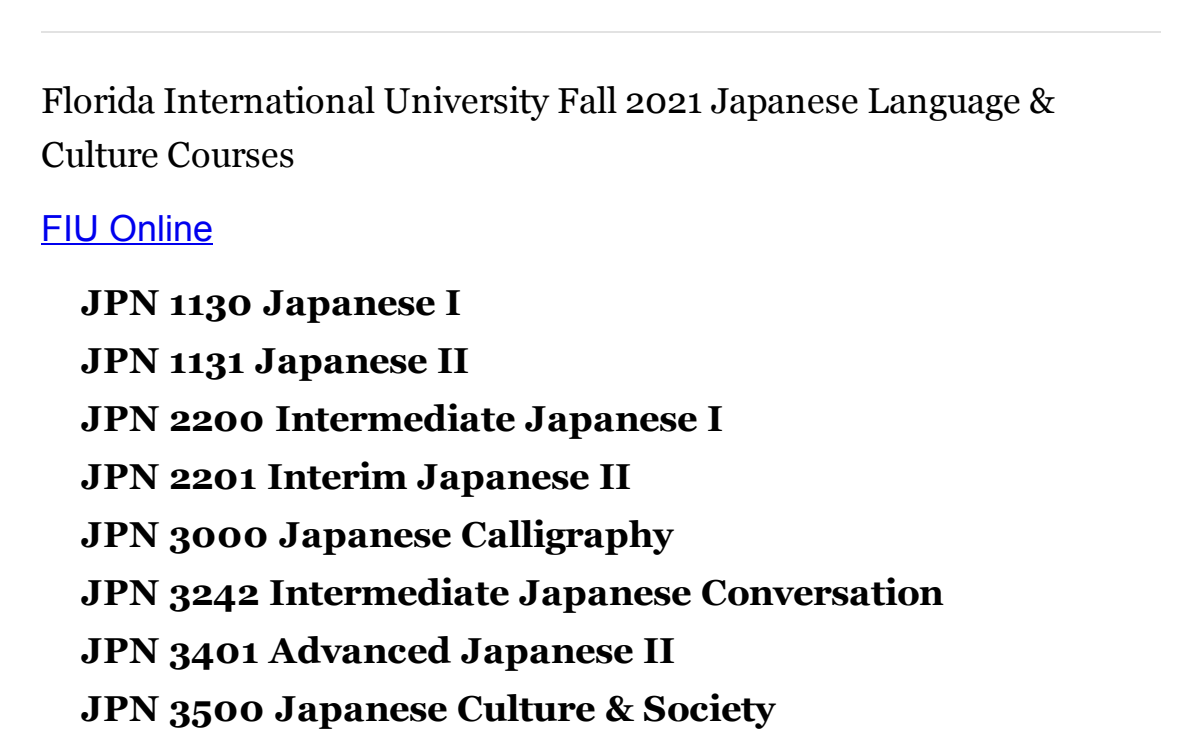 Florida International University Fall 2021 Japanese Language &
Culture Courses
FIU Online
JPN 1130 Japanese I
JPN 1131 Japanese II
JPN 2200 Intermediate Japanese I
JPN 2201 Interim Japanese II
JPN 3000 Japanese Calligraphy
JPN 3242 Intermediate Japanese Conversation
JPN 3401 Advanced Japanese II
JPN 3500 Japanese Culture & Society